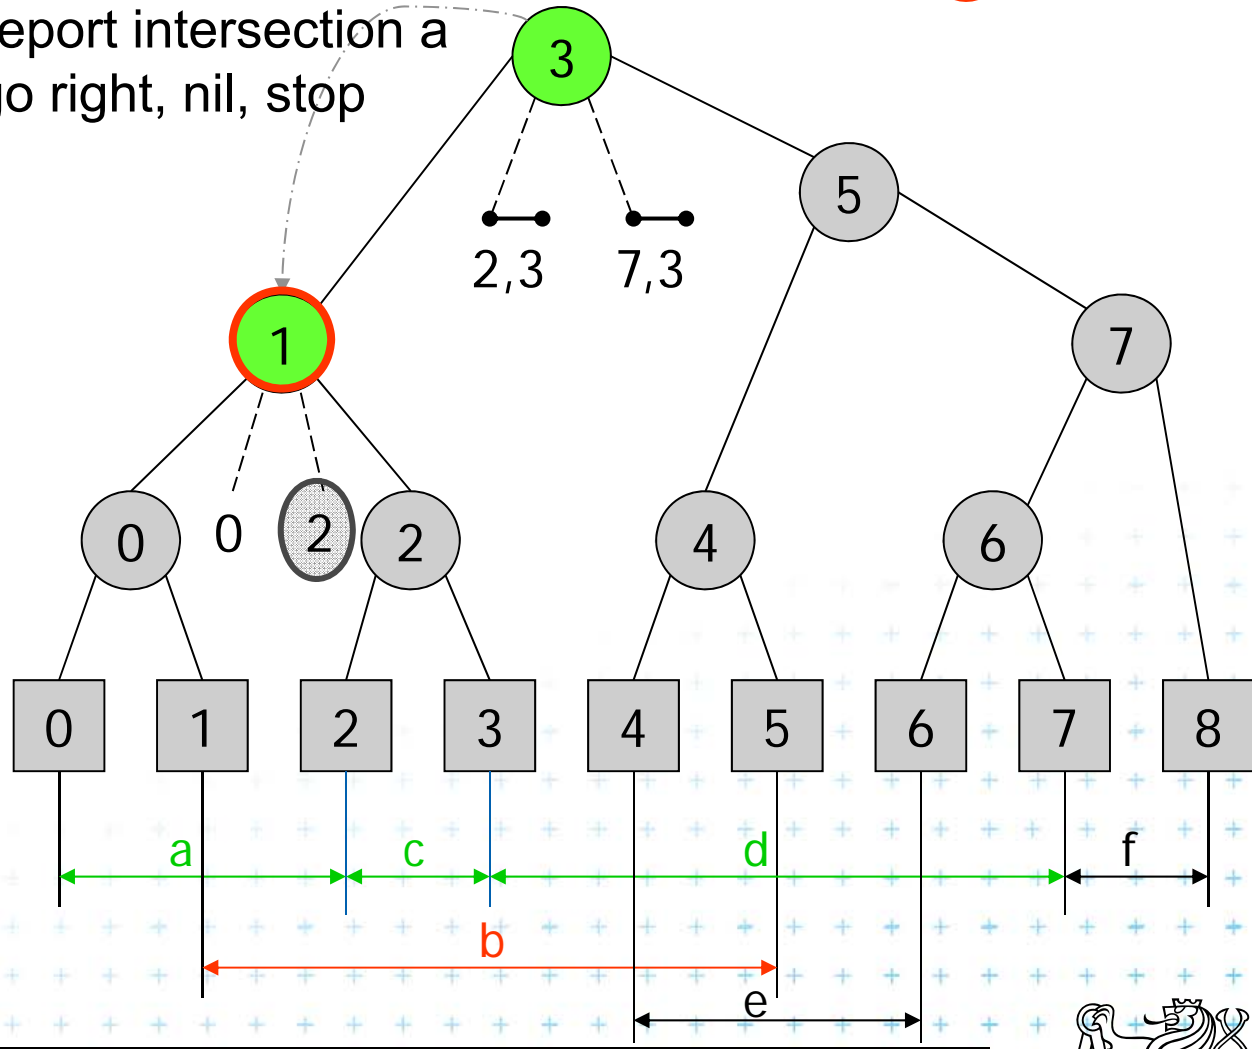 eport intersection a
go right, nil, stop
3
5
2,3 7,3
1
7
0 0 2 2 4 6
0 1 2 3 4 5 6 7 8
a c d f
b
e